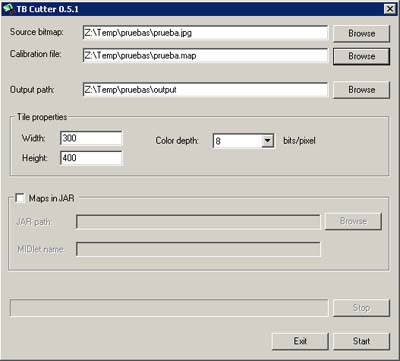 TB Cutter 0.5.1
Source bitmap: Z:\Temp\pruebas\prueba.jpg Browse
Calibration file: Z:\Temp\pruebas\prueba.map Browse
Output path: Z:\Temp\pruebas\output Browse
Tile properties
Width: 300 Color depth: 8 bits/pixel
Height: 400
Maps in JAR
JAR path: Browse
MIDlet name:
Stop
Exit Start